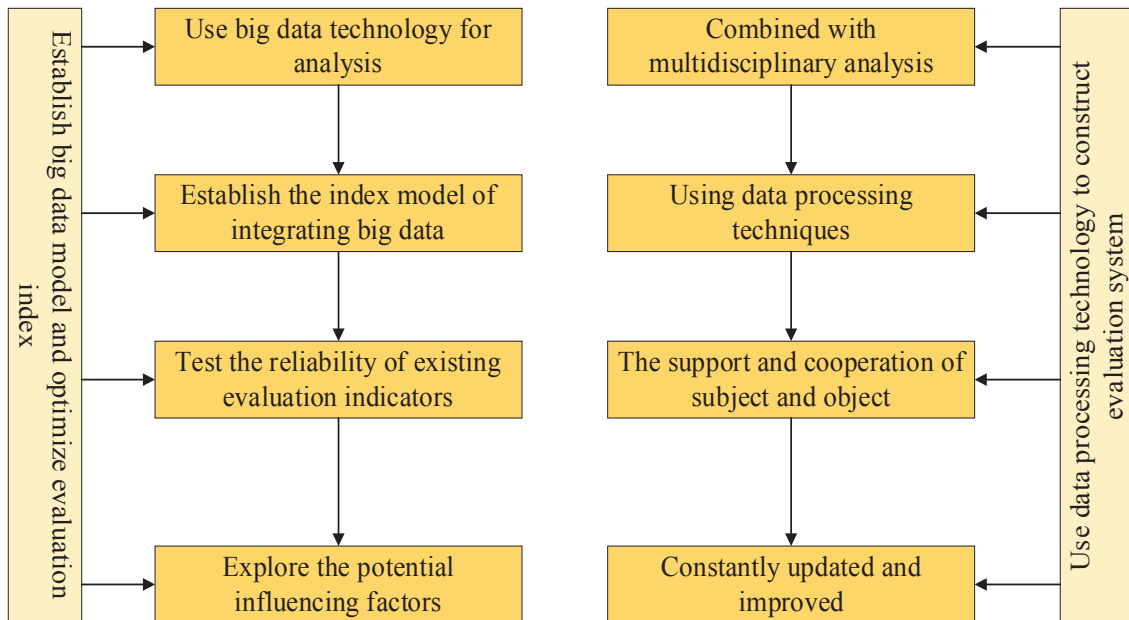 Establish big data model and optimize evaluation
index
Use big data technology for
analysis
Establish the index model of
integrating big data
Test the reliability of existing
evaluation indicators
Explore the potential
influencing factors
Combined with
multidisciplinary analysis
Using data processing
techniques
The support and cooperation of
subject and object
Constantly updated and
improved
Use data processing technology to construct
evaluation system